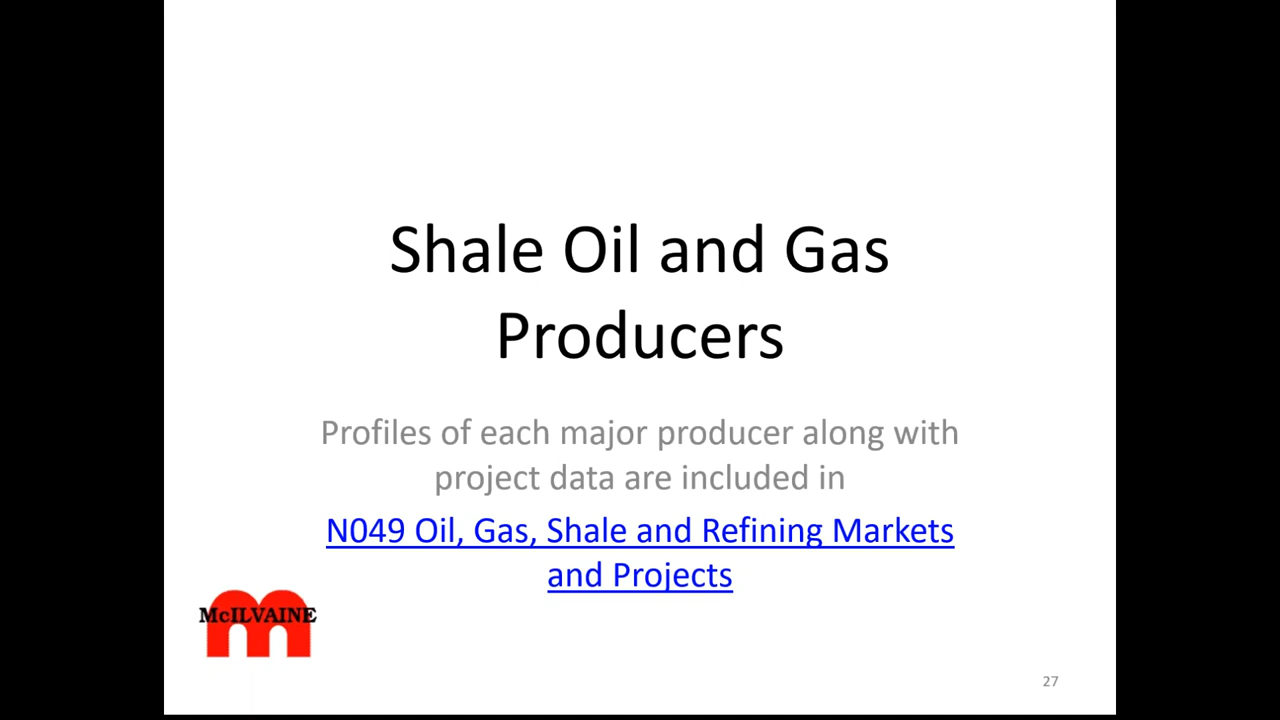 Shale Oil and Gas
Producers
Profiles of each major producer along with
project data are included in
N049 Oil, Gas, Shale and Refining Markets
and Projects
McILVAINE
27